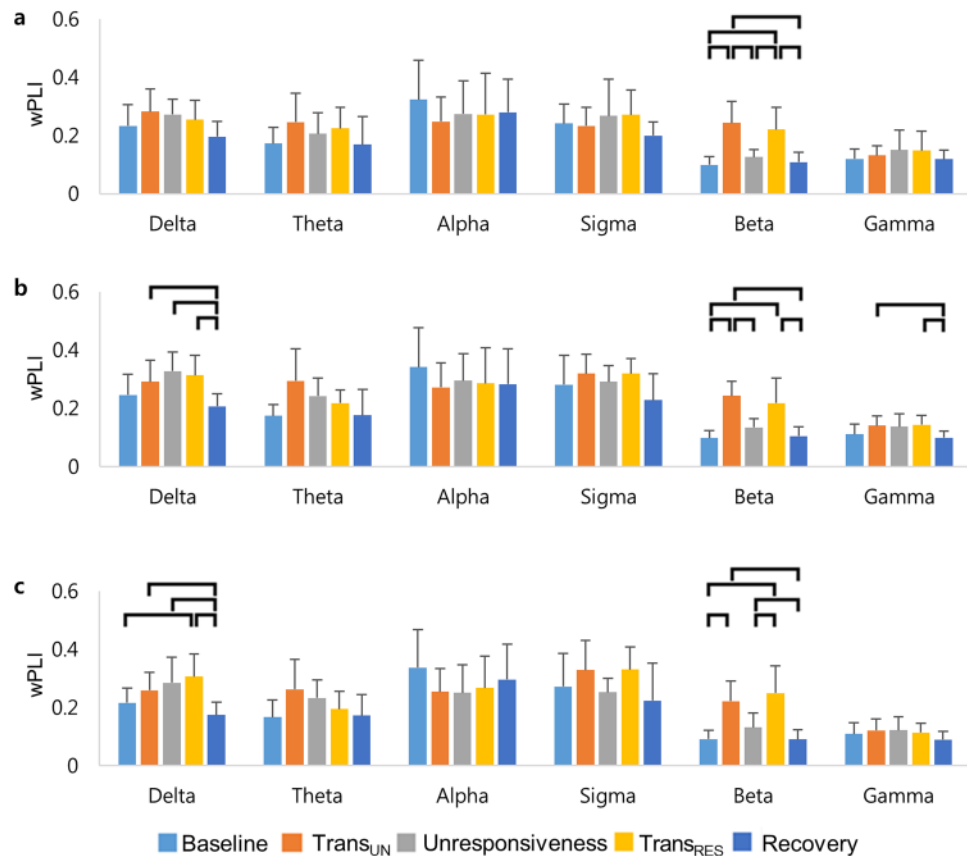 a
0.6
0.4
0.2
0
wPLI
Delta Theta Alpha Sigma Beta Gamma
b
0.6
0.4
0.2
0
wPLI
Delta Theta Alpha Sigma Beta Gamma
c
0.6
0.4
0.2
0
wPLI
Delta Theta Alpha Sigma Beta Gamma
Baseline TransUN Unresponsiveness TransRES Recovery